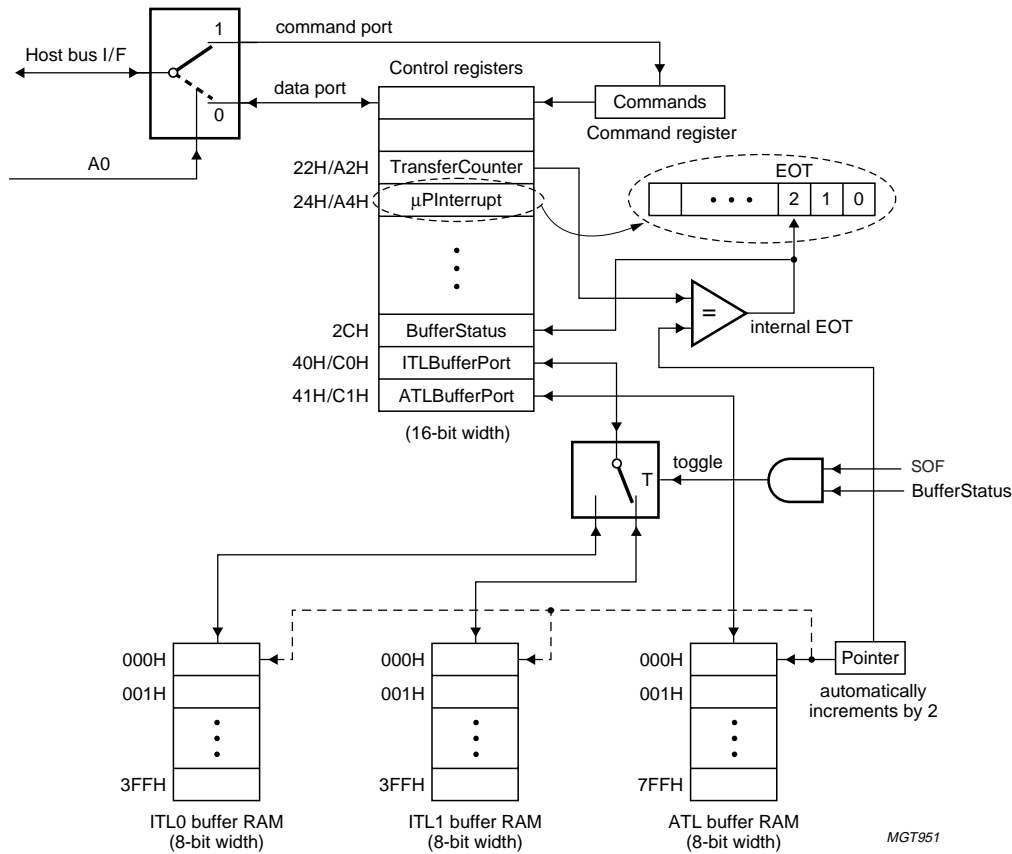 1
command port
Host bus I/F
Control registers
data port
0
Commands
Command register
A0
22H/A2H
TransferCounter
EOT
24H/A4H
μPInterrupt
• • •
2
1
0
=
internal EOT
2CH
BufferStatus
40H/C0H
ITLBufferPort
41H/C1H
ATLBufferPort
(16-bit width)
T
toggle
SOF
BufferStatus
000H
000H
000H
Pointer
001H
001H
001H
automatically
increments by 2
3FFH
3FFH
7FFH
ITL0 buffer RAM
(8-bit width)
ITL1 buffer RAM
(8-bit width)
ATL buffer RAM
(8-bit width)
MGT951